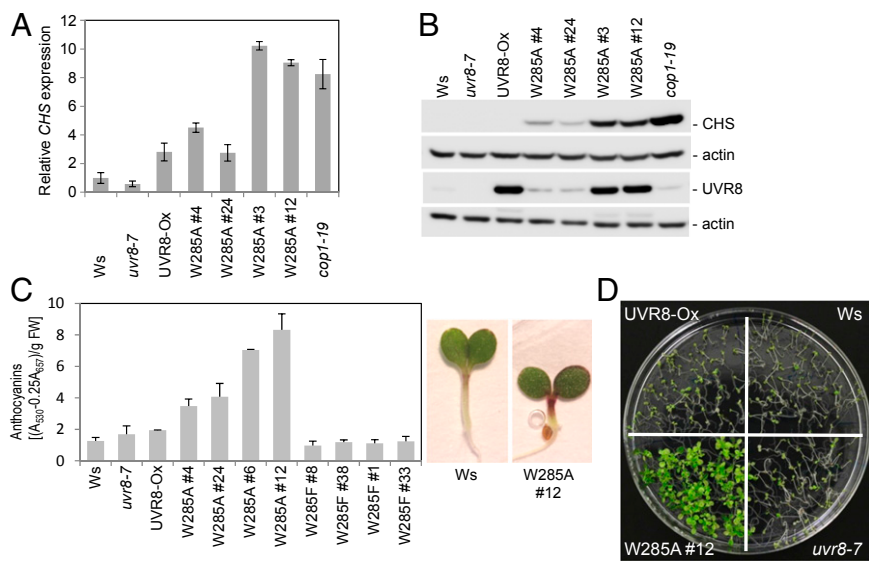 A
Relative CHS expression
12
10
8
6
4
2
0
Ws
uvr8-7
UVR8-Ox
W285A #4
W285A #24
W285A #3
W285A #12
cop1-19
B
Ws
uvr8-7
UVR8-Ox
W285A #4
W285A #24
W285A #3
W285A #12
cop1-19
- CHS
- actin
- UVR8
- actin
C
Anthocyanins
[(A530-0.25A657)/g FW]
10
8
6
4
2
0
Ws
uvr8-7
UVR8-Ox
W285A #4
W285A #24
W285A #6
W285A #12
W285F #8
W285F #38
W285F #1
W285F #33
Ws
W285A
#12
D
UVR8-Ox
Ws
W285A #12
uvr8-7